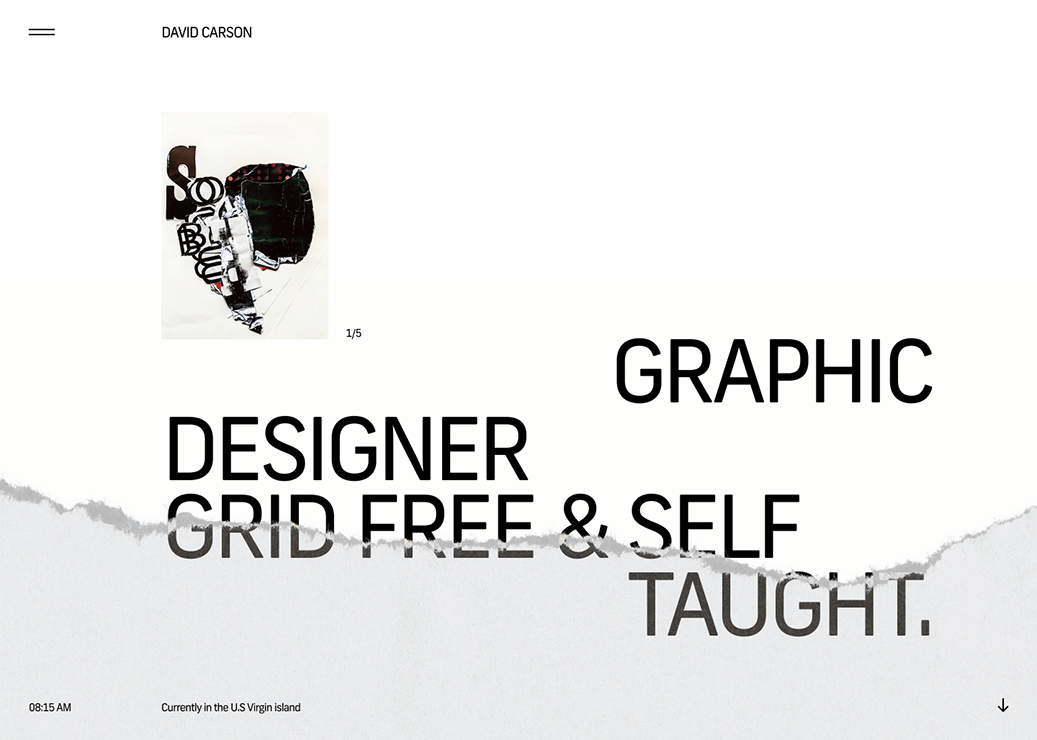 DAVID CARSON
1/5
GRAPHIC
DESIGNER
GRID FREE & SELF
TAUGHT.
08:15 AM
Currently in the U.S Virgin island